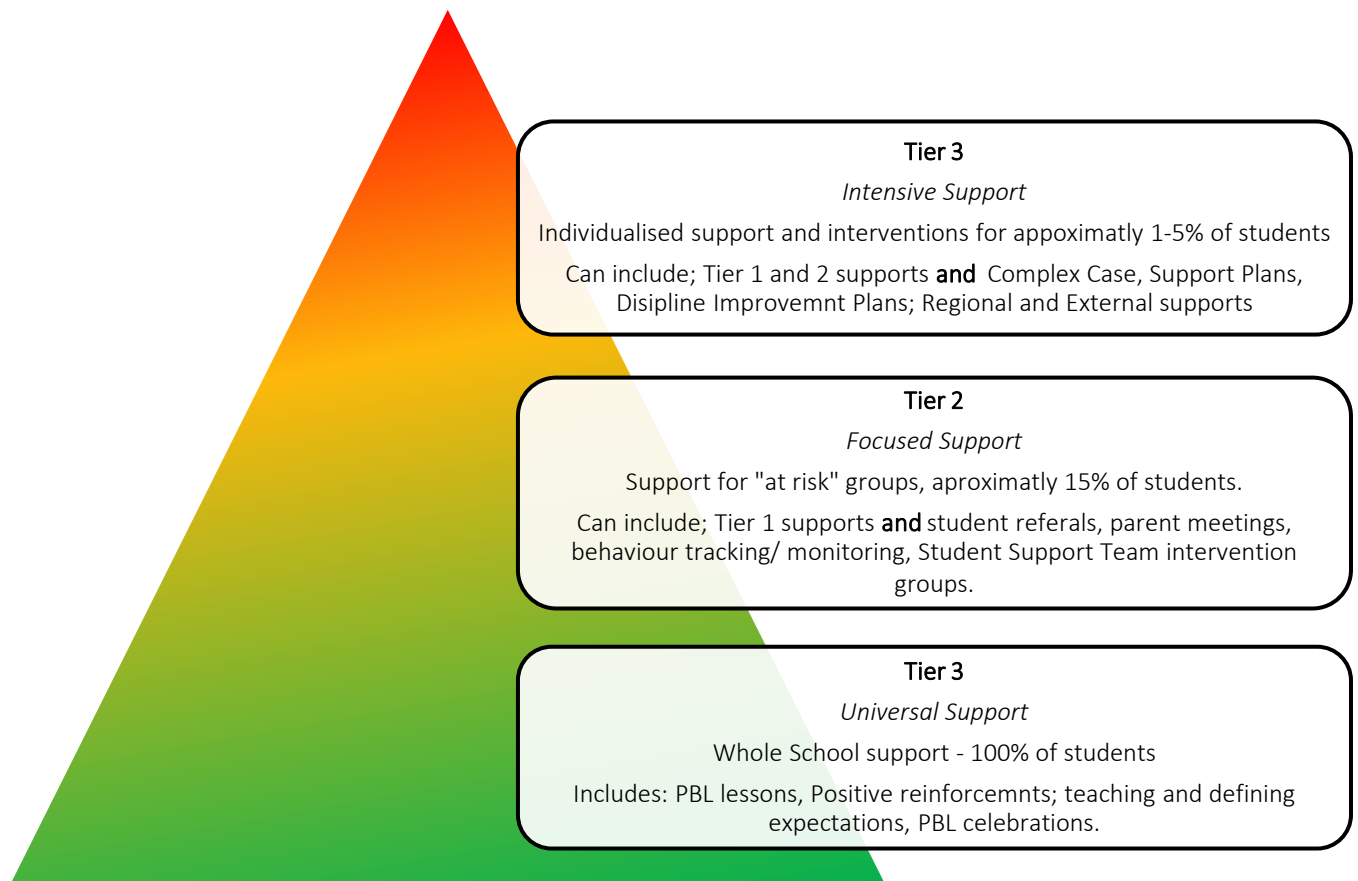 Tier 3
Intensive Support
Individualised support and interventions for appoximatly 1-5% of students
Can include; Tier 1 and 2 supports and Complex Case, Support Plans,
Disipline Improvemnt Plans; Regional and External supports
Tier 2
Focused Support
Support for "at risk" groups, aproximatly 15% of students.
Can include; Tier 1 supports and student referals, parent meetings,
behaviour tracking/ monitoring, Student Support Team intervention
groups.
Tier 3
Universal Support
Whole School support - 100% of students
Includes: PBL lessons, Positive reinforcemnts; teaching and defining
expectations, PBL celebrations.